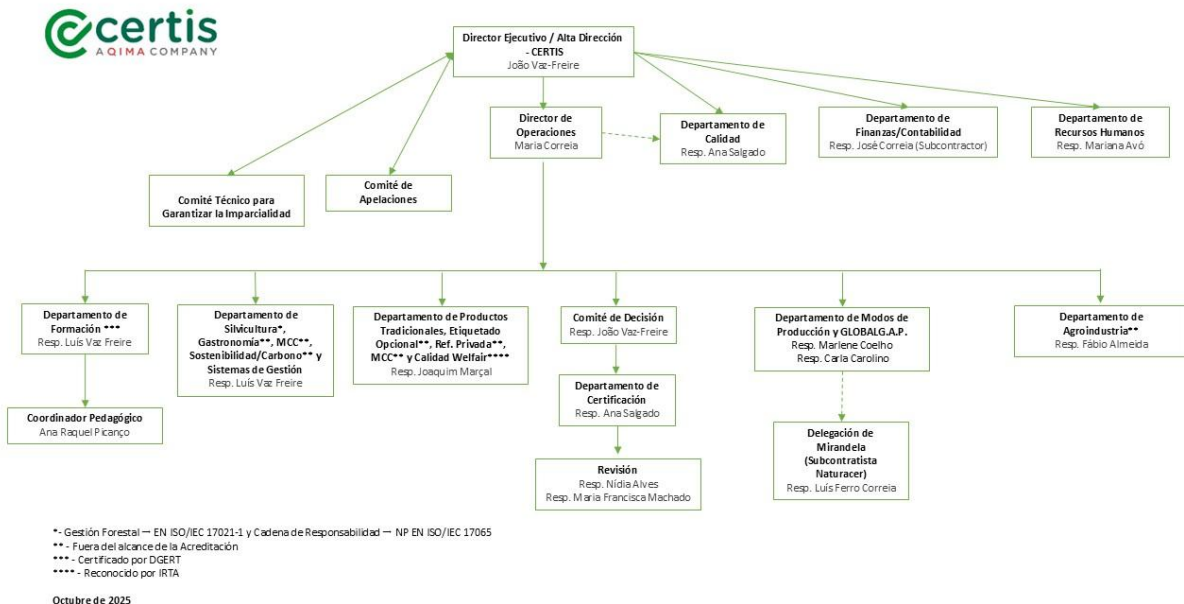 certis
A QIMA COMPANY
Director Ejecutivo / Alta Dirección
- CERTIS
João Vaz-Freire
Director de
Operaciones
Maria Correia
Departamento de
Calidad
Resp. Ana Salgado
Departamento de
Finanzas/Contabilidad
Resp. José Correia (Subcontractor)
Departamento de
Recursos Humanos
Resp. Mariana Avó
Comité Técnico para
Garantizar la Imparcialidad
Comité de
Apelaciones
Departamento de
Formación ***
Resp. Luís Vaz Freire
Departamento de
Silvicultura*,
Gastronomía**, MCC**,
Sostenibilidad/Carbono** y
Sistemas de Gestión
Resp. Luís Vaz Freire
Departamento de Productos
Tradicionales, Etiquetado
Opcional**, Ref. Privada**,
MCC** y Calidad Welfair****
Resp. Joaquim Marçal
Comité de Decisión
Resp. João Vaz-Freire
Departamento de Modos de
Producción y GLOBALG.A.P.
Resp. Marlene Coelho
Resp. Carla Carolino
Departamento de
Agroindustria**
Resp. Fábio Almeida
Coordinador Pedagógico
Ana Raquel Picanço
Departamento de
Certificación
Resp. Ana Salgado
Delegación de
Mirandela
(Subcontratista
Naturacer)
Resp. Luís Ferro Correia
Revisión
Resp. Nídia Alves
Resp. Maria Francisca Machado
*- Gestión Forestal — EN ISO/IEC 17021-1 y Cadena de Responsabilidad — NP EN ISO/IEC 17065
** - Fuera del alcance de la Acreditación
*** - Certificado por DGERT
**** - Reconocido por IRTA
Octubre de 2025